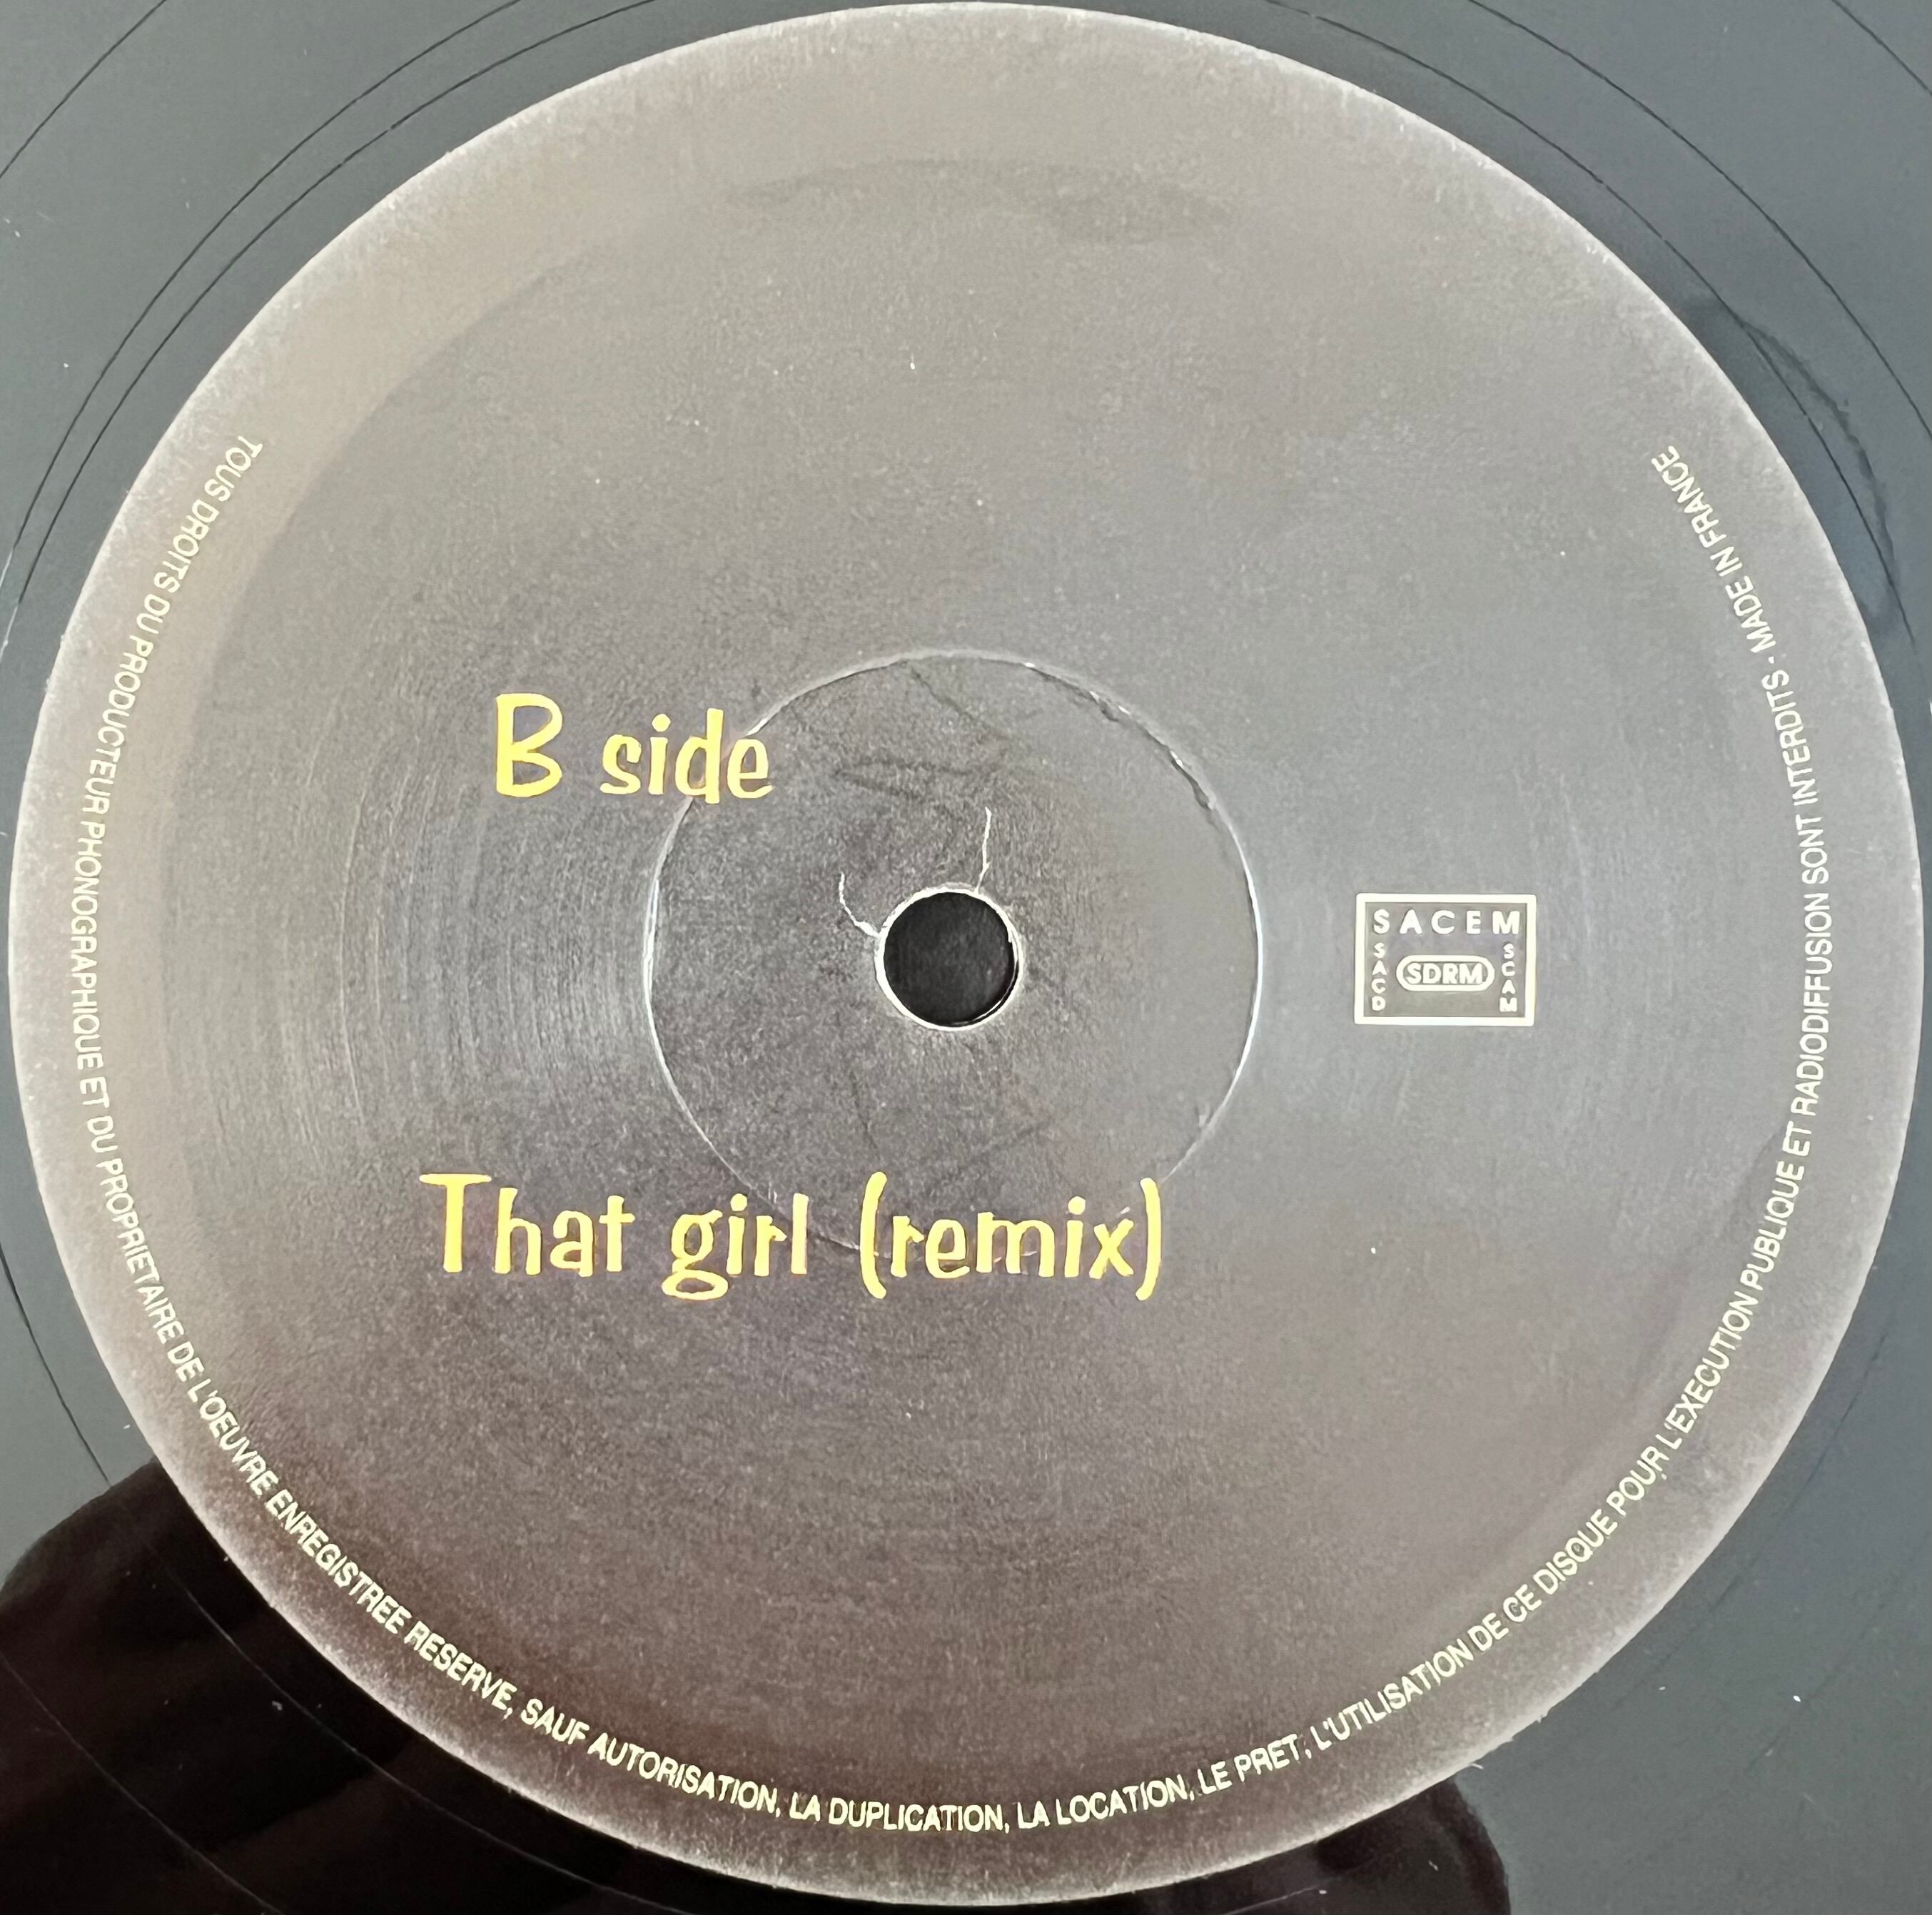 B side
SACEM
SACD
SDRM
SCAM
That girl (remix)
TOUS DROITS DU PRODUCTEUR PHONOGRAPHIQUE ET DU PROPRIETAIRE DE L'OEUVRE ENREGISTREE RESERVE, SAUF AUTORISATION, LA DUPLICATION, LA LOCATION, LE PRET, L'UTILISATION DE CE DISQUE POUR L'EXECUTION PUBLIQUE ET RADIODIFFUSION SONT INTERDITS - MADE IN FRANCE